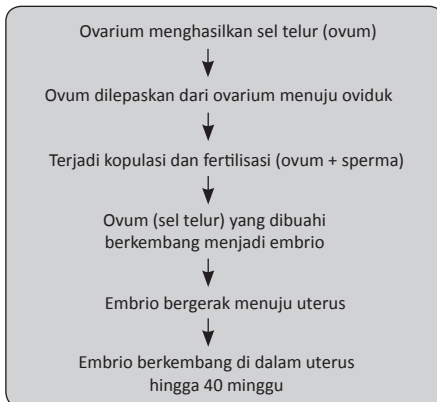 Ovarium menghasilkan sel telur (ovum)
Ovum dilepaskan dari ovarium menuju oviduk
Terjadi kopulasi dan fertilisasi (ovum + sperma)
Ovum (sel telur) yang dibuahi
berkembang menjadi embrio
Embrio bergerak menuju uterus
Embrio berkembang di dalam uterus
hingga 40 minggu